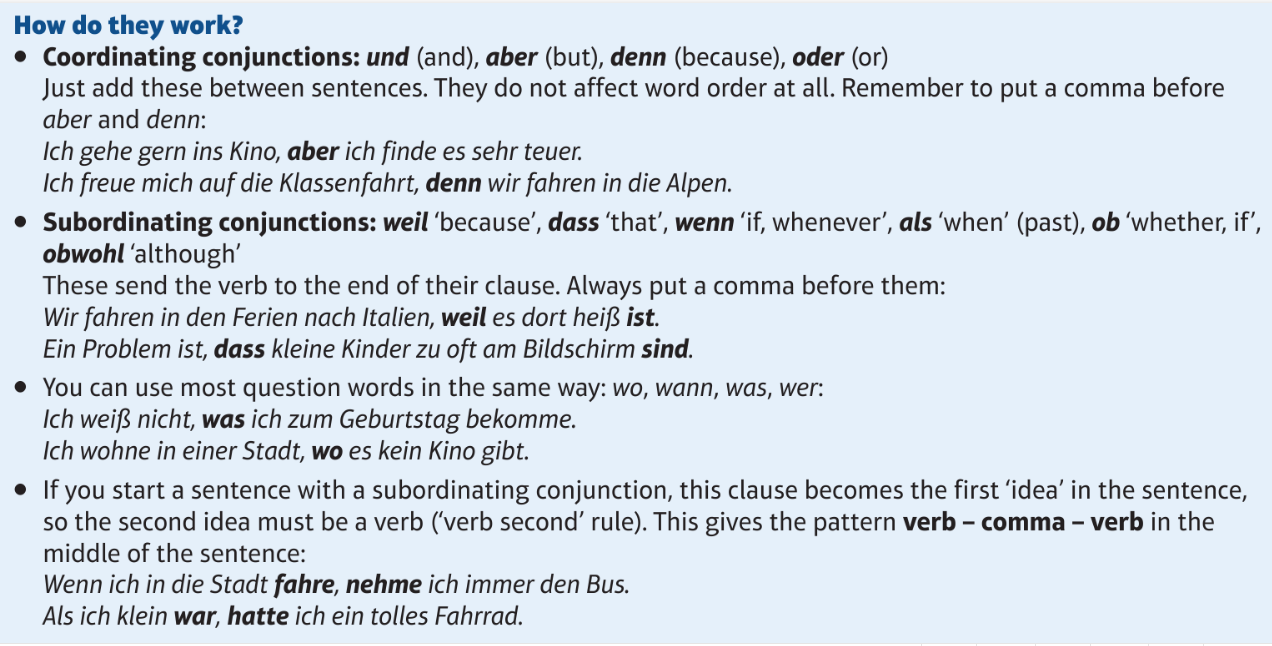 How do they work?
• Coordinating conjunctions: und (and), aber (but), denn (because), oder (or)
Just add these between sentences. They do not affect word order at all. Remember to put a comma before
aber and denn:
Ich gehe gern ins Kino, aber ich finde es sehr teuer.
Ich freue mich auf die Klassenfahrt, denn wir fahren in die Alpen.
• Subordinating conjunctions: weil ‘because’, dass ‘that’, wenn ‘if, whenever’, als ‘when’ (past), ob ‘whether, if’,
obwohl ‘although’
These send the verb to the end of their clause. Always put a comma before them:
Wir fahren in den Ferien nach Italien, weil es dort heiß ist.
Ein Problem ist, dass kleine Kinder zu oft am Bildschirm sind.
• You can use most question words in the same way: wo, wann, was, wer:
Ich weiß nicht, was ich zum Geburtstag bekomme.
Ich wohne in einer Stadt, wo es kein Kino gibt.
• If you start a sentence with a subordinating conjunction, this clause becomes the first ‘idea’ in the sentence,
so the second idea must be a verb (‘verb second’ rule). This gives the pattern verb – comma – verb in the
middle of the sentence:
Wenn ich in die Stadt fahre, nehme ich immer den Bus.
Als ich klein war, hatte ich ein tolles Fahrrad.